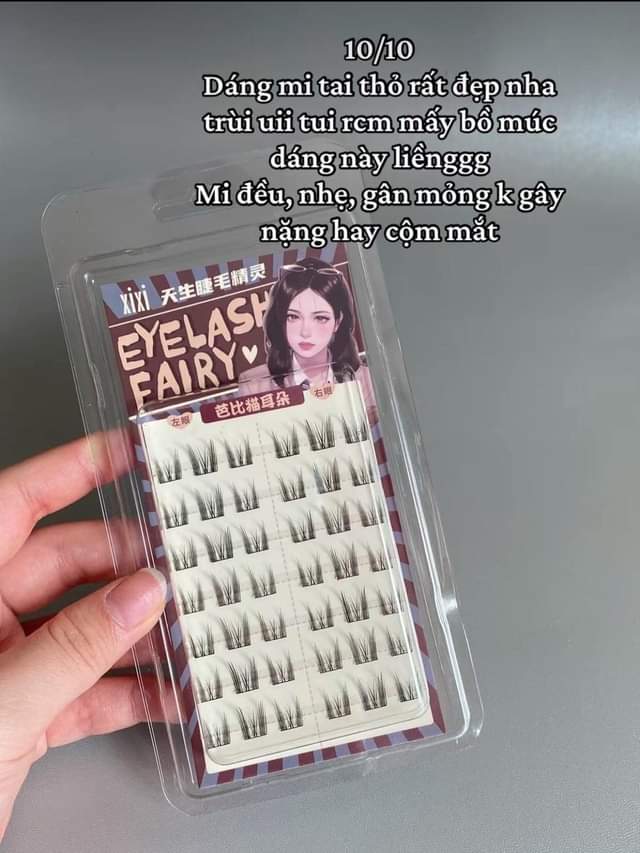 10/10
Dáng mi tai thỏ rất đẹp nha
trùi uii tui rcm mấy bồ múc
dáng này liềnggg
Mi đều, nhẹ, gân mỏng k gây
nặng hay cộm mắt
xixi 天生睫毛精灵
EYELASH
FAIRY
左眼 芭比猫耳朵 右眼